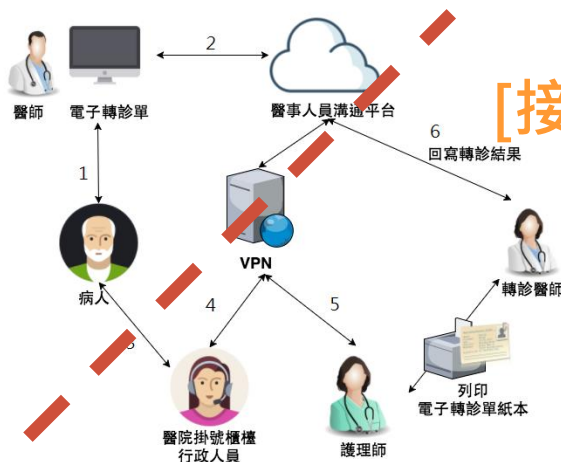 2
醫師
電子轉診單
醫事人員溝通平台
[接
6
回寫轉診結果
1
VPN
病人
轉診醫師
4
5
3
列印
電子轉診單紙本
醫院掛號櫃檯
行政人員
護理師